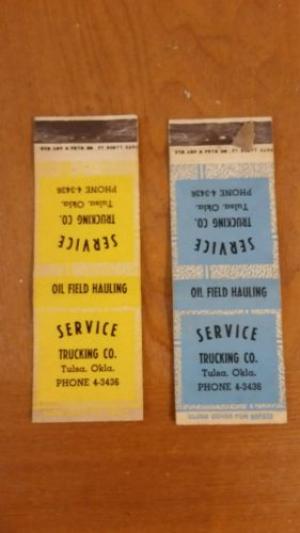 PHONE 4-3436
Tulsa, Okla.
TRUCKING CO.
SERVICE
OIL FIELD HAULING
SERVICE
TRUCKING CO.
Tulsa, Okla.
PHONE 4-3436
PHONE 4-3436
Tulsa, Okla.
TRUCKING CO.
SERVICE
OIL FIELD HAULING
SERVICE
TRUCKING CO.
Tulsa, Okla.
PHONE 4-3436